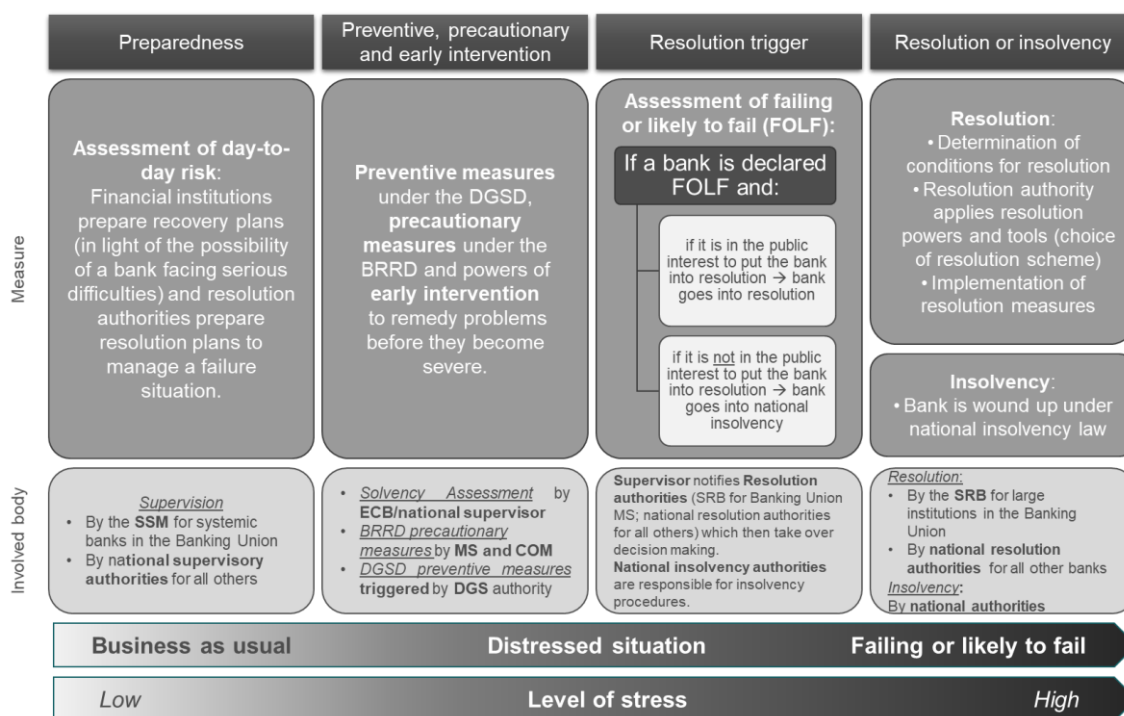 Preparedness
Preventive, precautionary
and early intervention
Resolution trigger
Resolution or insolvency
Measure
Assessment of day-to-
day risk:
Financial institutions
prepare recovery plans
(in light of the possibility
of a bank facing serious
difficulties) and resolution
authorities prepare
resolution plans to
manage a failure
situation.
Preventive measures
under the DGSD,
precautionary
measures under the
BRRD and powers of
early intervention
to remedy problems
before they become
severe.
Assessment of failing
or likely to fail (FOLF):
If a bank is declared
FOLF and:
if it is in the public
interest to put the bank
into resolution → bank
goes into resolution
if it is not in the public
interest to put the bank
into resolution → bank
goes into national
insolvency
Resolution:
• Determination of
conditions for resolution
• Resolution authority
applies resolution
powers and tools (choice
of resolution scheme)
• Implementation of
resolution measures
Insolvency:
• Bank is wound up under
national insolvency law
Involved body
Supervision
• By the SSM for systemic
banks in the Banking Union
• By national supervisory
authorities for all others
• Solvency Assessment by
ECB/national supervisor
• BRRD precautionary
measures by MS and COM
• DGSD preventive measures
triggered by DGS authority
Supervisor notifies Resolution
authorities (SRB for Banking Union
MS; national resolution authorities
for all others) which then take over
decision making.
National insolvency authorities
are responsible for insolvency
procedures.
Resolution:
• By the SRB for large
institutions in the Banking
Union
• By national resolution
authorities for all other banks
Insolvency:
By national authorities
Business as usual
Distressed situation
Failing or likely to fail
Low
Level of stress
High